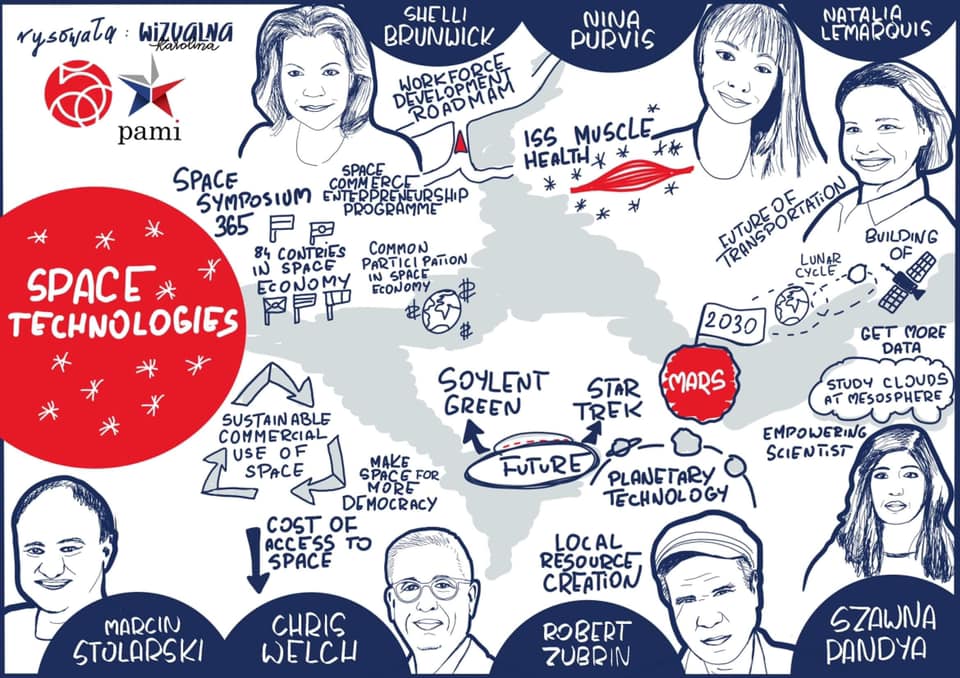 rysowała: WIZUALNA
Karolina
pami
SHELLI
BRUNWICK
NINA
PURVIS
NATALIA
LEMARQUIS
WORKFORCE
DEVELOPMENT
ROADMAM
ISS MUSCLE
HEALTH
SPACE
SYMPOSIUM
365
SPACE
COMMERCE
ENTERPRENEURSHIP
PROGRAMME
84 CONTRIES
IN SPACE
ECONOMY
COMMON
PARTICIPATION
IN SPACE
ECONOMY
$
$
$
FUTURE OF
TRANSPORTATION
LUNAR
CYCLE
BUILDING
OF
SPACE
TECHNOLOGIES
2030
MARS
GET MORE
DATA
STUDY CLOUDS
AT MESOSPHERE
EMPOWERING
SCIENTIST
SOYLENT
GREEN
STAR
TREK
FUTURE
PLANETARY
TECHNOLOGY
SUSTAINABLE
COMMERCIAL
USE OF
SPACE
MAKE
SPACE FOR
MORE
DEMOCRACY
COST OF
ACCESS TO
SPACE
LOCAL
RESOURCE
CREATION
MARCIN
STOLARSKI
CHRIS
WELCH
ROBERT
ZUBRIN
SZAWNA
PANDYA